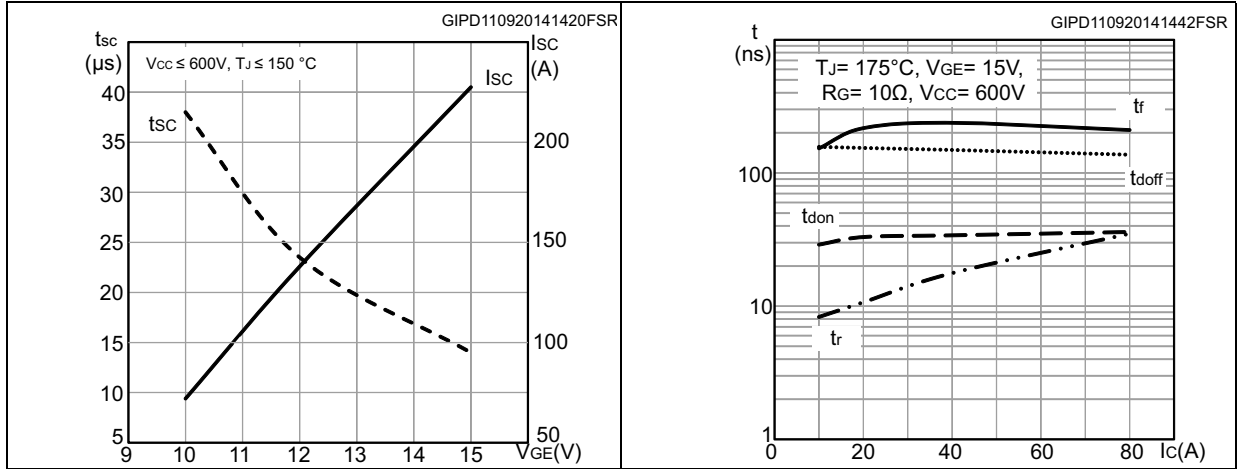 GIPD110920141420FSR
tsc
(µs)
ISC
(A)
VCC ≤ 600V, TJ ≤ 150 °C
ISC
tSC
40
35
30
25
20
15
10
5
200
150
100
50
9 10 11 12 13 14 15 VGE(V)
GIPD110920141442FSR
t
(ns)
TJ= 175°C, VGE= 15V,
RG= 10Ω, VCC= 600V
tf
tdoff
tdon
tr
100
10
1
0 20 40 60 80 IC(A)